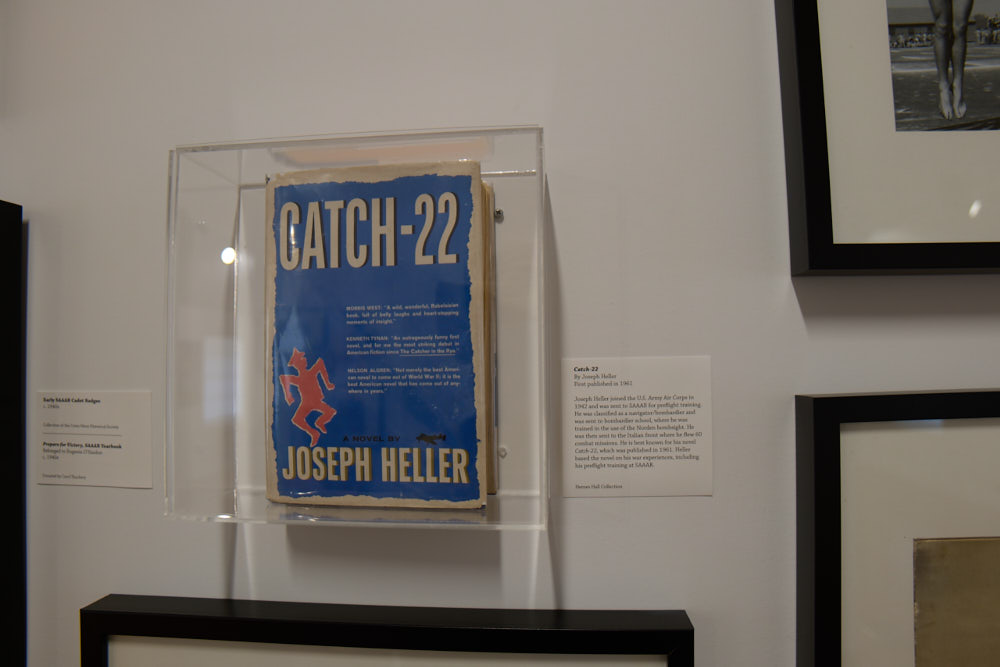 CATCH-22
MORRIS WEST: "A wild, wonderful, Rabelaisian
book, full of belly laughs and heart-stopping
moments of insight."
KENNETH TYNAN: "An outrageously funny first
novel, and for me the most striking debut in
American fiction since The Catcher in the Rye."
NELSON ALGREN: "Not merely the best Ameri-
can novel to come out of World War II; it is the
best American novel that has come out of any-
where in years."
A NOVEL BY
JOSEPH HELLER
Early SAAAB Cadet Badges
c. 1940s
Prepare for Victory, SAAAB Yearbook
c. 1940s
Catch-22
By Joseph Heller
First published in 1961
Joseph Heller joined the U.S. Army Air Corps in
1942 and was sent to SAAAB for preflight training.
He was classified as a navigator/bombardier and
was sent to bombardier school, where he was
trained in the use of the Norden bombsight. He
was then sent to the Italian front where he flew 60
combat missions. He is best known for his novel
Catch-22, which was published in 1961. Heller
based the novel on his war experiences, including
his preflight training at SAAAB.
Barnes Hall Collection